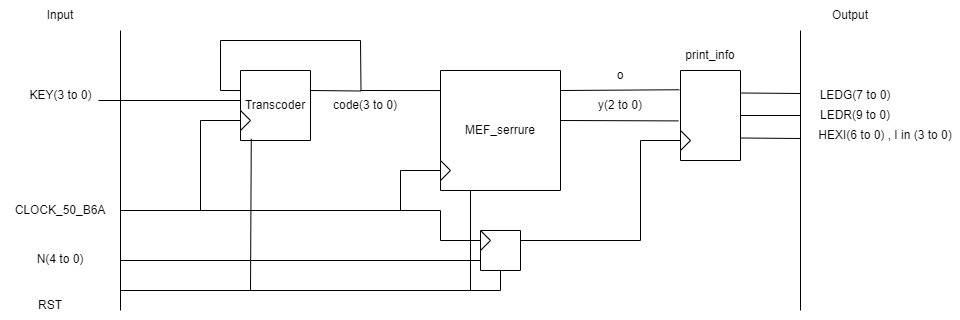 Input
Output
print_info
o
KEY(3 to 0)
Transcoder
code(3 to 0)
y(2 to 0)
LEDG(7 to 0)
LEDR(9 to 0)
MEF_serrure
HEXI(6 to 0) , I in (3 to 0)
CLOCK_50_B6A
N(4 to 0)
RST